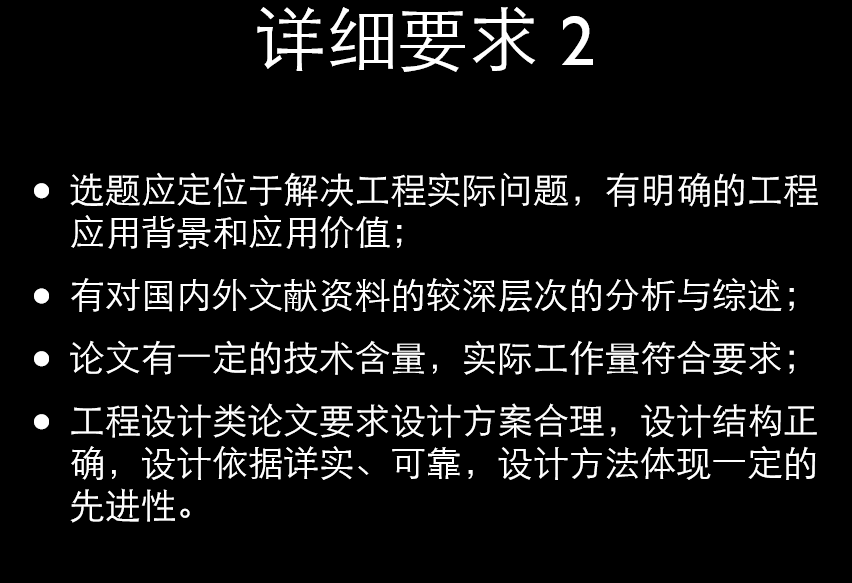 详细要求 2
● 选题应定位于解决工程实际问题，有明确的工程
应用背景和应用价值；
● 有对国内外文献资料的较深层次的分析与综述；
● 论文有一定的技术含量，实际工作量符合要求；
● 工程设计类论文要求设计方案合理，设计结构正
确，设计依据详实、可靠，设计方法体现一定的
先进性。